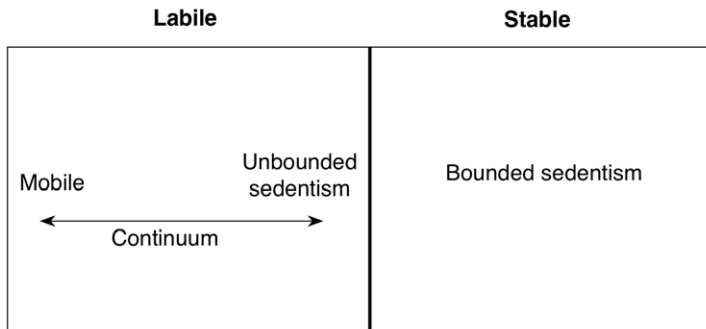 Labile
Stable
Unbounded
sedentism
Mobile
Bounded sedentism
Continuum